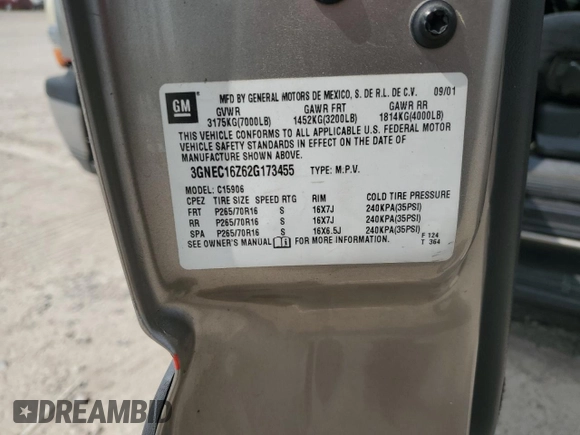 GM
MFD BY GENERAL MOTORS DE MEXICO, S. DE R.L. DE C.V. 09/01
GVWR GAWR FRT GAWR RR
3175KG(7000LB) 1452KG(3200LB) 1814KG(4000LB)
THIS VEHICLE CONFORMS TO ALL APPLICABLE U.S. FEDERAL MOTOR
VEHICLE SAFETY STANDARDS IN EFFECT ON THE DATE OF
MANUFACTURE SHOWN ABOVE.
3GNEC16Z62G173455 TYPE: M.P.V.
MODEL: C15906
CPEZ TIRE SIZE SPEED RTG RIM COLD TIRE PRESSURE
FRT P265/70R16 S 16X7J 240KPA(35PSI)
RR P265/70R16 S 16X7J 240KPA(35PSI)
SPA P265/70R16 S 16X6.5J 240KPA(35PSI)
SEE OWNER'S MANUAL FOR MORE INFORMATION.
F 124
T 364
DREAMBID